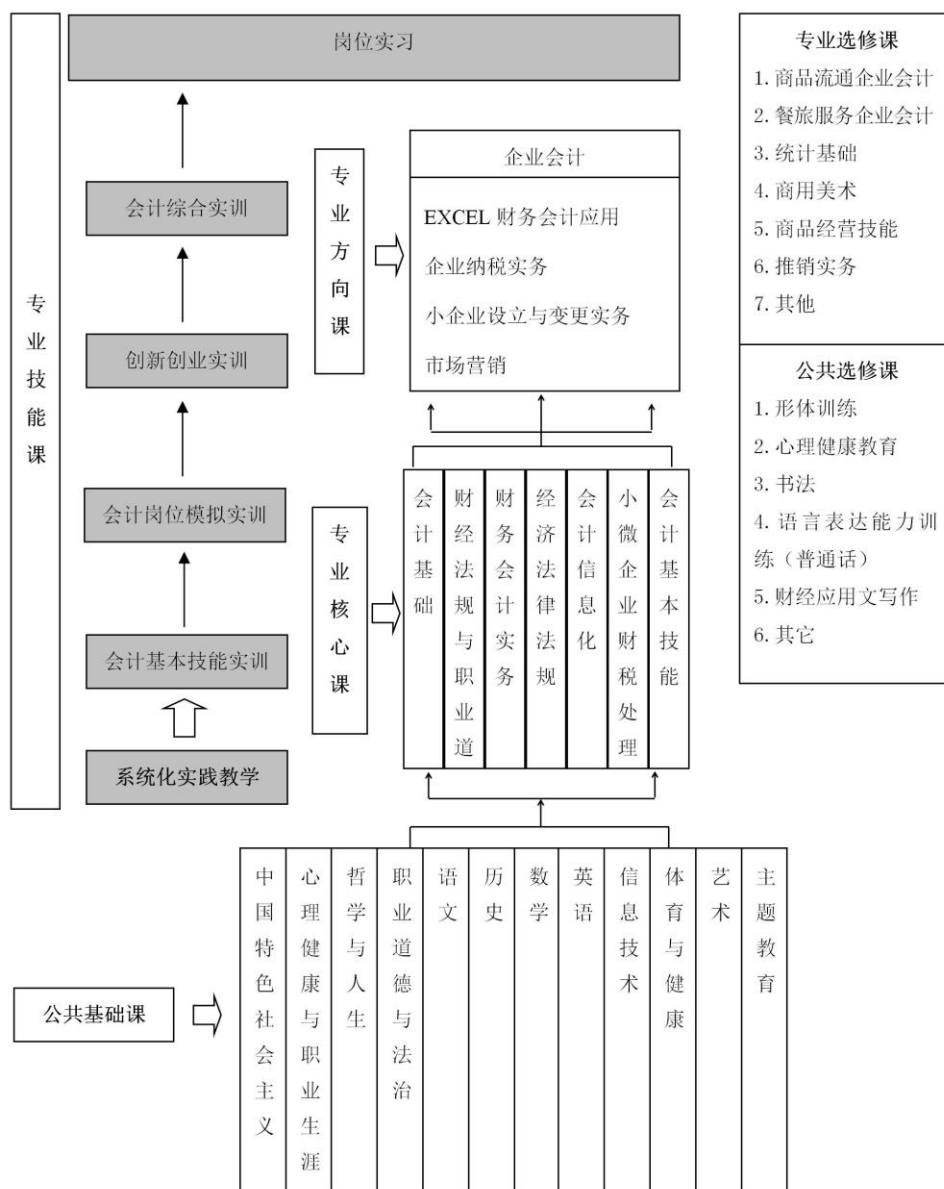 岗位实习
会计综合实训
创新创业实训
会计岗位模拟实训
会计基本技能实训
系统化实践教学
专业技能课
专业方向课
企业会计
EXCEL 财务会计应用
企业纳税实务
小企业设立与变更实务
市场营销
专业核心课
会计基础
财经法规与职业道
财务会计实务
经济法律法规
会计信息化
小微企业财税处理
会计基本技能
公共基础课
中国特色社会主义
心理健康与职业生涯
哲学与人生
职业道德与法治
语文
历史
数学
英语
信息技术
体育与健康
艺术
主题教育
专业选修课
1. 商品流通企业会计
2. 餐旅服务企业会计
3. 统计基础
4. 商用美术
5. 商品经营技能
6. 推销实务
7. 其他
公共选修课
1. 形体训练
2. 心理健康教育
3. 书法
4. 语言表达能力训
练（普通话）
5. 财经应用文写作
6. 其它